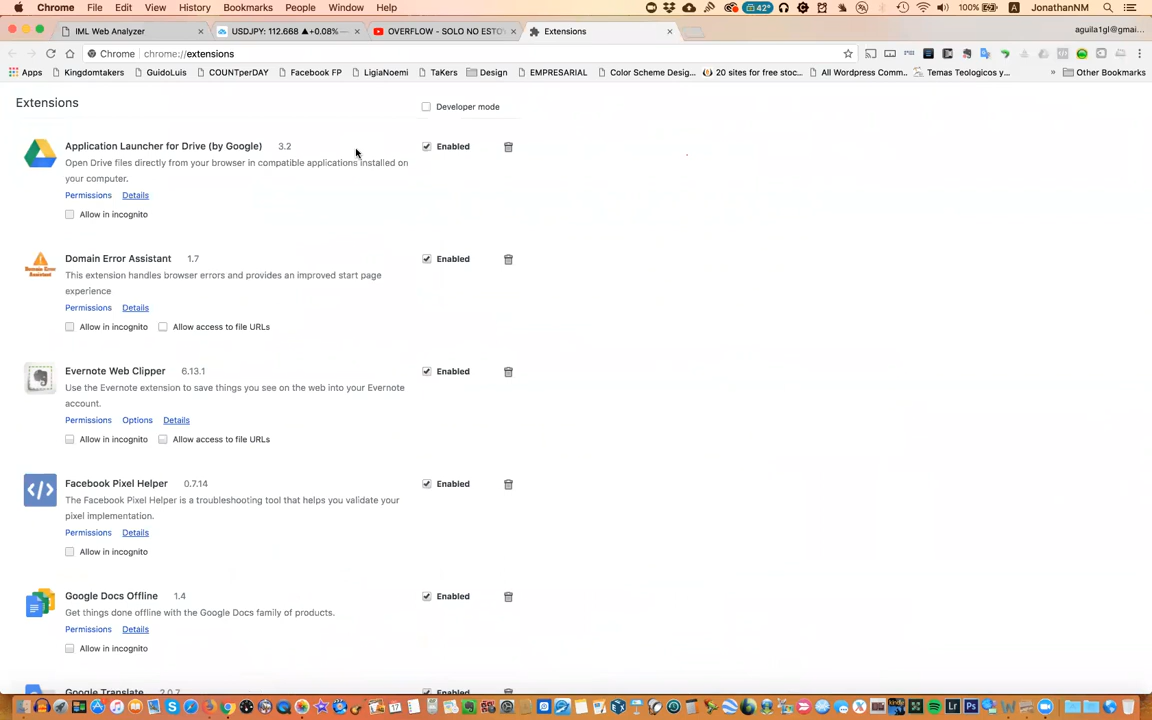 Chrome File Edit View History Bookmarks People Window Help 42° 100% A JonathanNM
IML Web Analyzer USDJPY: 112.668 ▲+0.08% — OVERFLOW - SOLO NO ESTO Extensions aguila1gl@gmai...
Chrome chrome://extensions
Apps Kingdomtakers GuidoLuis COUNTperDAY Facebook FP LigiaNoemi TaKers Design EMPRESARIAL Color Scheme Desig... 20 sites for free stoc... All Wordpress Comm.. Temas Teologicos y... » Other Bookmarks
Extensions
Developer mode
Application Launcher for Drive (by Google) 3.2 Enabled
Open Drive files directly from your browser in compatible applications installed on
your computer.
Permissions Details
Allow in incognito
Domain Error Assistant 1.7 Enabled
This extension handles browser errors and provides an improved start page
experience
Permissions Details
Allow in incognito Allow access to file URLs
Evernote Web Clipper 6.13.1 Enabled
Use the Evernote extension to save things you see on the web into your Evernote
account.
Permissions Options Details
Allow in incognito Allow access to file URLs
Facebook Pixel Helper 0.7.14 Enabled
The Facebook Pixel Helper is a troubleshooting tool that helps you validate your
pixel implementation.
Permissions Details
Allow in incognito
Google Docs Offline 1.4 Enabled
Get things done offline with the Google Docs family of products.
Permissions Details
Allow in incognito
Google Translate 2.0.7 Enabled